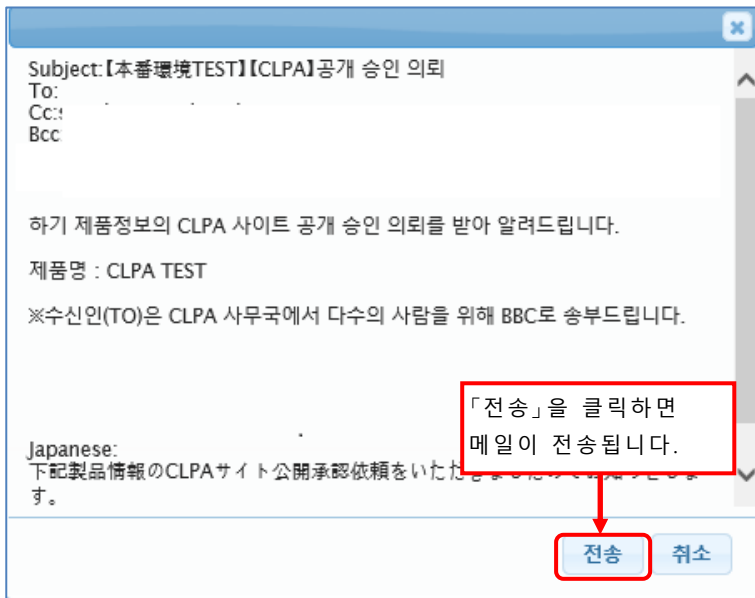 Subject:【本番環境TEST】【CLPA】공개 승인 의뢰
To:
Cc:
Bcc
하기 제품정보의 CLPA 사이트 공개 승인 의뢰를 받아 알려드립니다.
제품명 : CLPA TEST
※수신인(TO)은 CLPA 사무국에서 다수의 사람을 위해 BBC로 송부드립니다.
「전송」을 클릭하면
메일이 전송됩니다.
Japanese:
下記製品情報のCLPAサイト公開承認依頼をいただ
す。
전송 취소